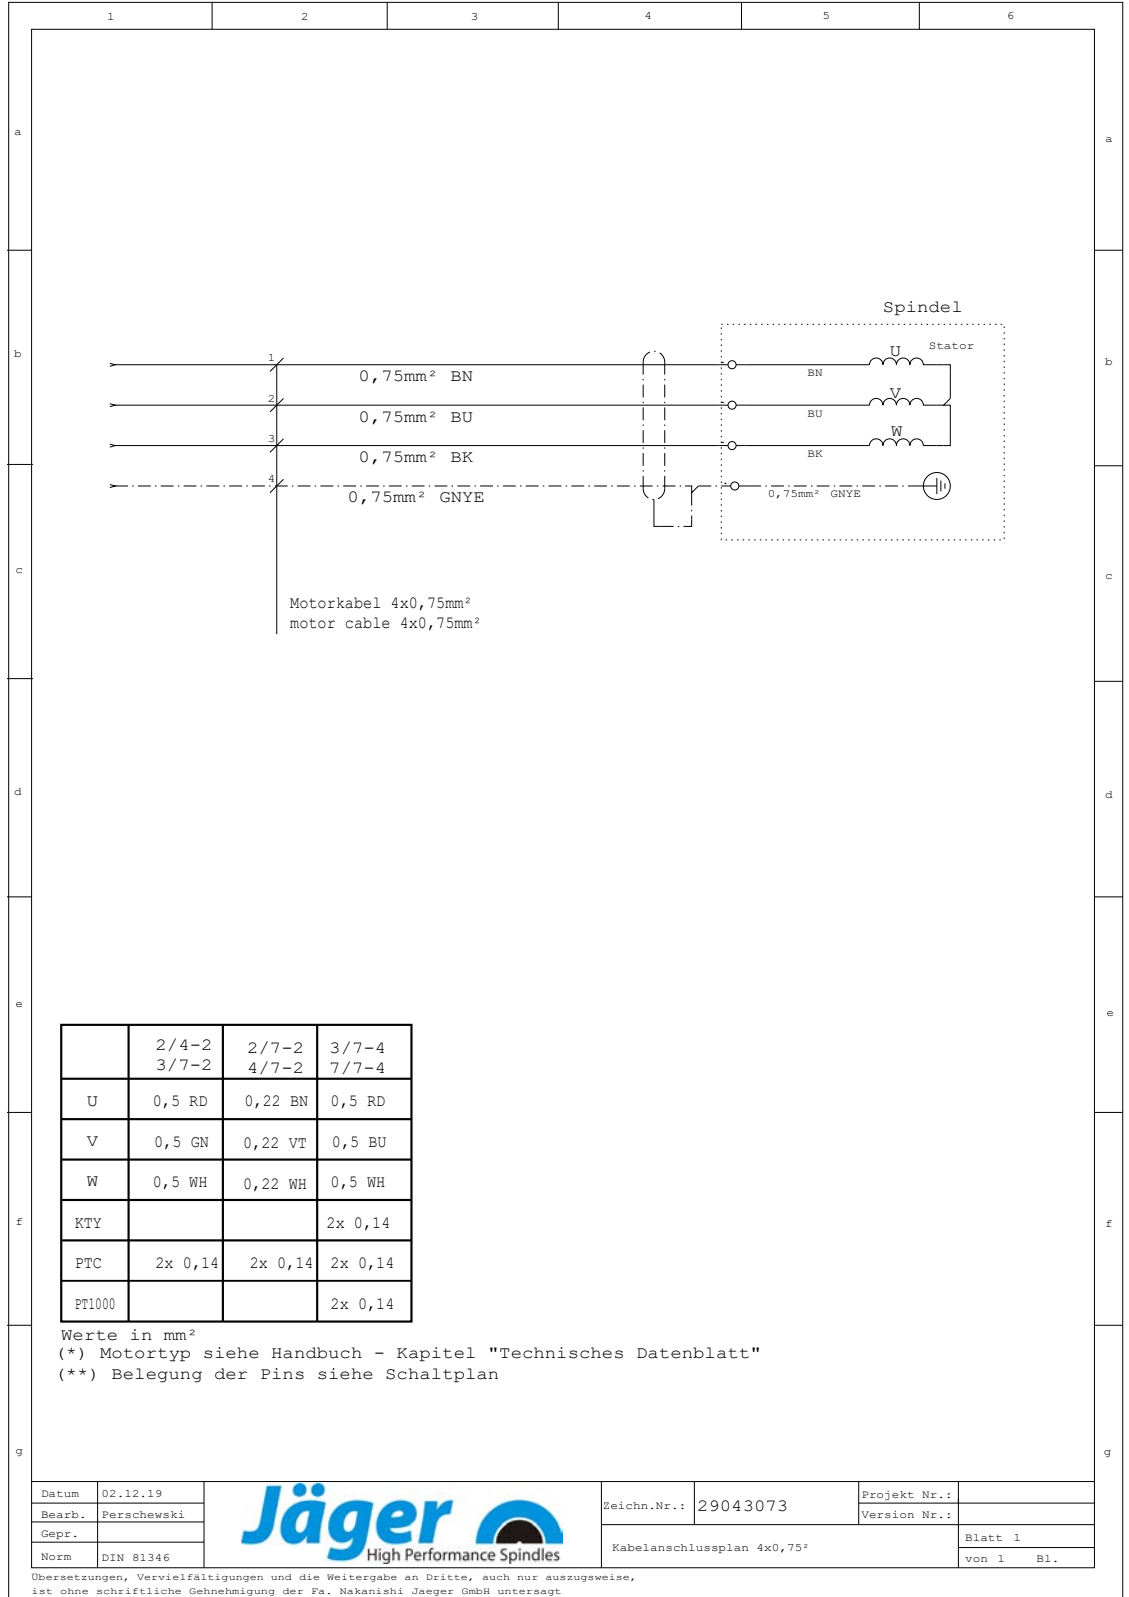 1 2 3 4 5 6
a a
Spindel
b b
1 U Stator
0,75mm² BN BN
2 V
0,75mm² BU BU
3 W
0,75mm² BK BK
4
0,75mm² GNYE 0,75mm² GNYE
c c
Motorkabel 4x0,75mm²
motor cable 4x0,75mm²
d d
e e
2/4-2 2/7-2 3/7-4
3/7-2 4/7-2 7/7-4
U 0,5 RD 0,22 BN 0,5 RD
V 0,5 GN 0,22 VT 0,5 BU
W 0,5 WH 0,22 WH 0,5 WH
f f
KTY 2x 0,14
PTC 2x 0,14 2x 0,14 2x 0,14
PT1000 2x 0,14
Werte in mm²
(*) Motortyp siehe Handbuch - Kapitel "Technisches Datenblatt"
(**) Belegung der Pins siehe Schaltplan
g g
Datum 02.12.19
Bearb. Perschewski
Gepr.
Norm DIN 81346
Jäger
High Performance Spindles
Zeichn.Nr.: 29043073
Kabelanschlussplan 4x0,75²
Projekt Nr.:
Version Nr.:
Blatt 1
von 1 Bl.
Übersetzungen, Vervielfältigungen und die Weitergabe an Dritte, auch nur auszugsweise,
ist ohne schriftliche Gehnehmigung der Fa. Nakanishi Jaeger GmbH untersagt